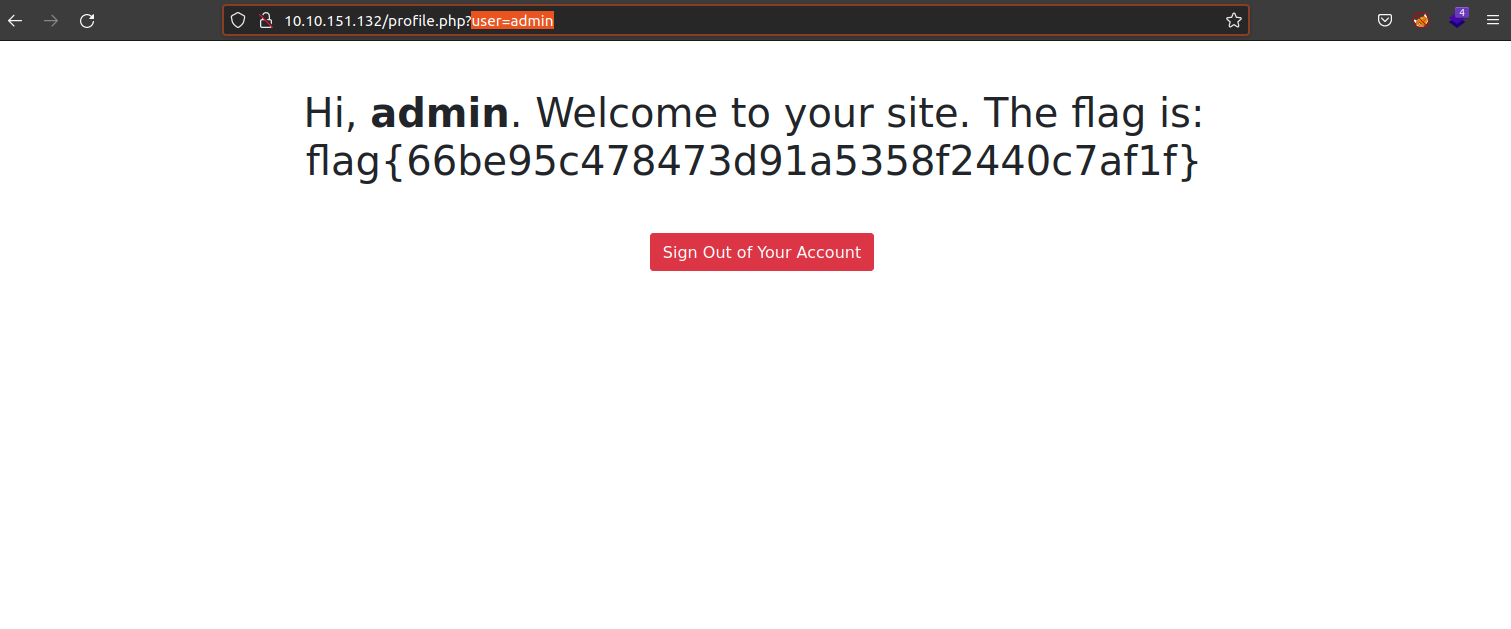 10.10.151.132/profile.php?user=admin
4
Hi, admin. Welcome to your site. The flag is:
flag{66be95c478473d91a5358f2440c7af1f}
Sign Out of Your Account